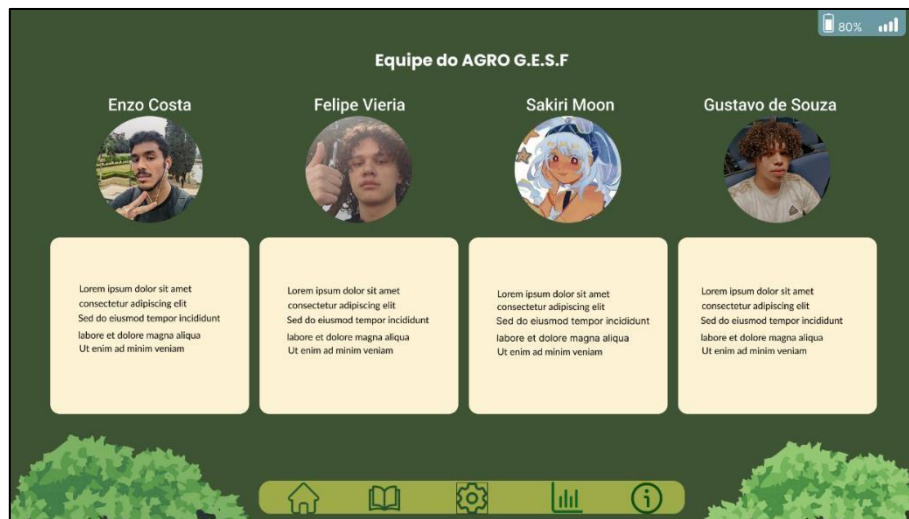 80%
Equipe do AGRO G.E.S.F
Enzo Costa
Felipe Vieria
Sakiri Moon
Gustavo de Souza
Lorem ipsum dolor sit amet
consectetur adipiscing elit
Sed do eiusmod tempor incididunt
labore et dolore magna aliqua
Ut enim ad minim veniam
Lorem ipsum dolor sit amet
consectetur adipiscing elit
Sed do eiusmod tempor incididunt
labore et dolore magna aliqua
Ut enim ad minim veniam
Lorem ipsum dolor sit amet
consectetur adipiscing elit
Sed do eiusmod tempor incididunt
labore et dolore magna aliqua
Ut enim ad minim veniam
Lorem ipsum dolor sit amet
consectetur adipiscing elit
Sed do eiusmod tempor incididunt
labore et dolore magna aliqua
Ut enim ad minim veniam